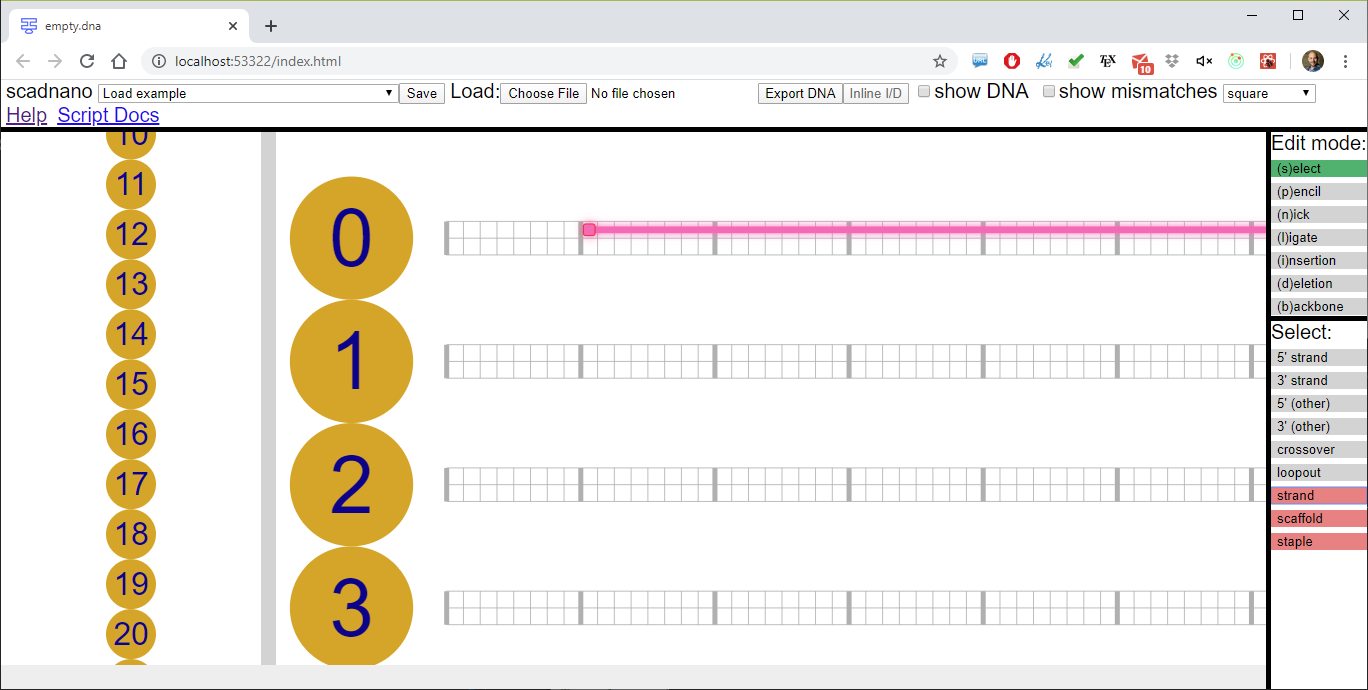 empty.dna
localhost:53322/index.html
URL
TEX
10
scadnano Load example Save Load: Choose File No file chosen Export DNA Inline I/D show DNA show mismatches square
Help Script Docs
10
11
12
13
14
15
16
17
18
19
20
0
1
2
3
Edit mode:
(s)elect
(p)encil
(n)ick
(l)igate
(i)nsertion
(d)eletion
(b)ackbone
Select:
5' strand
3' strand
5' (other)
3' (other)
crossover
loopout
strand
scaffold
staple